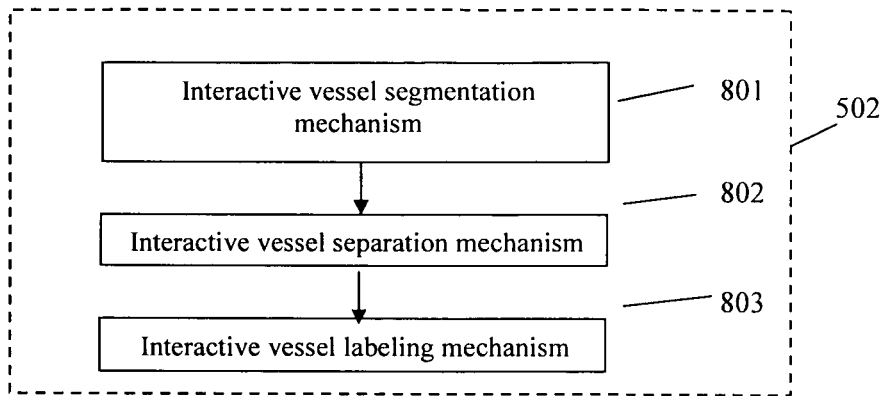 Interactive vessel segmentation
mechanism
801
502
802
Interactive vessel separation mechanism
803
Interactive vessel labeling mechanism